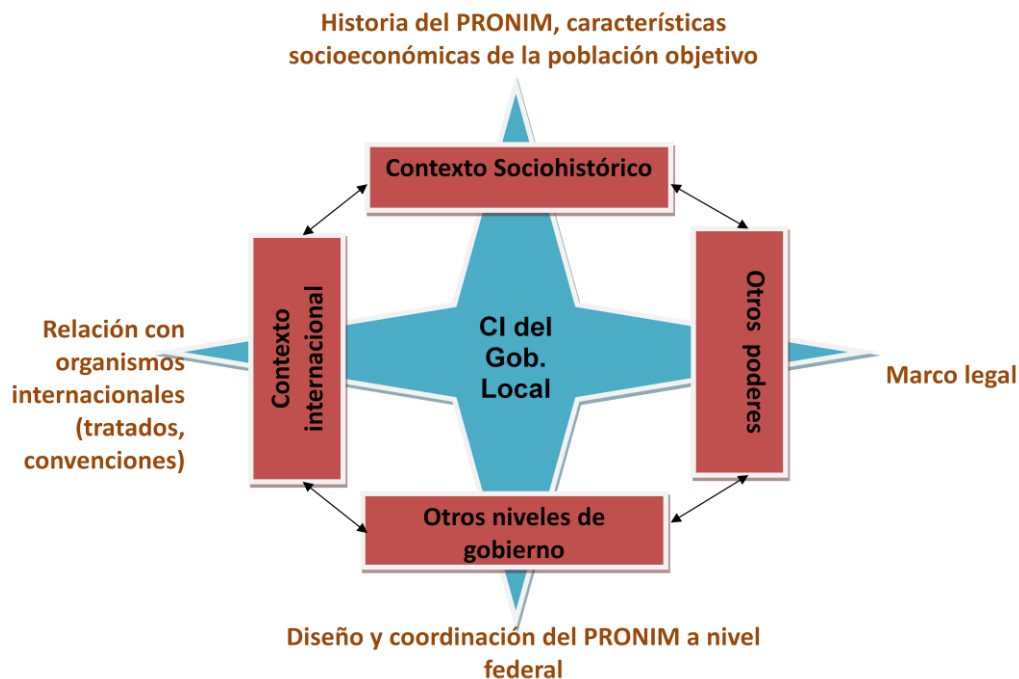 Historia del PRONIM, características
socioeconómicas de la población objetivo
Contexto Sociohistórico
Contexto
internacional
Otros poderes
CI del
Gob.
Local
Relación con
organismos
internacionales
(tratados,
convenciones)
Marco legal
Otros niveles de
gobierno
Diseño y coordinación del PRONIM a nivel
federal